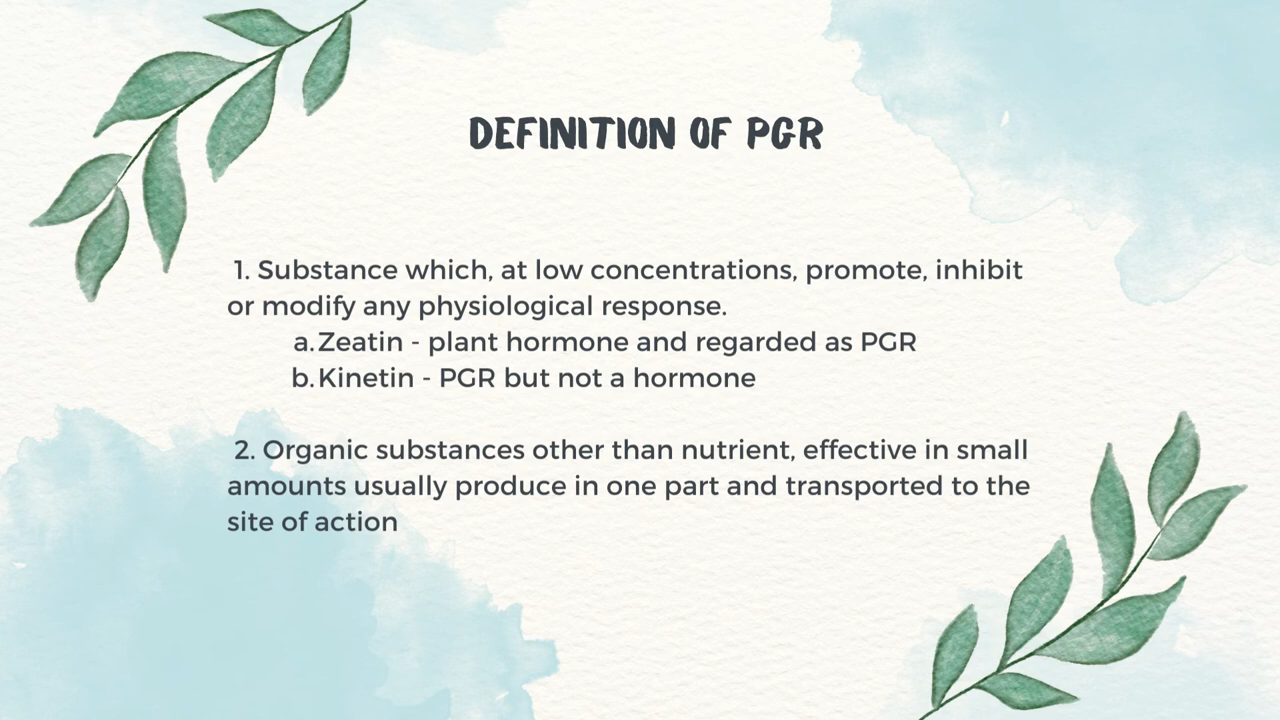 DEFINITION OF PGR
1. Substance which, at low concentrations, promote, inhibit
or modify any physiological response.
a. Zeatin - plant hormone and regarded as PGR
b. Kinetin - PGR but not a hormone
2. Organic substances other than nutrient, effective in small
amounts usually produce in one part and transported to the
site of action